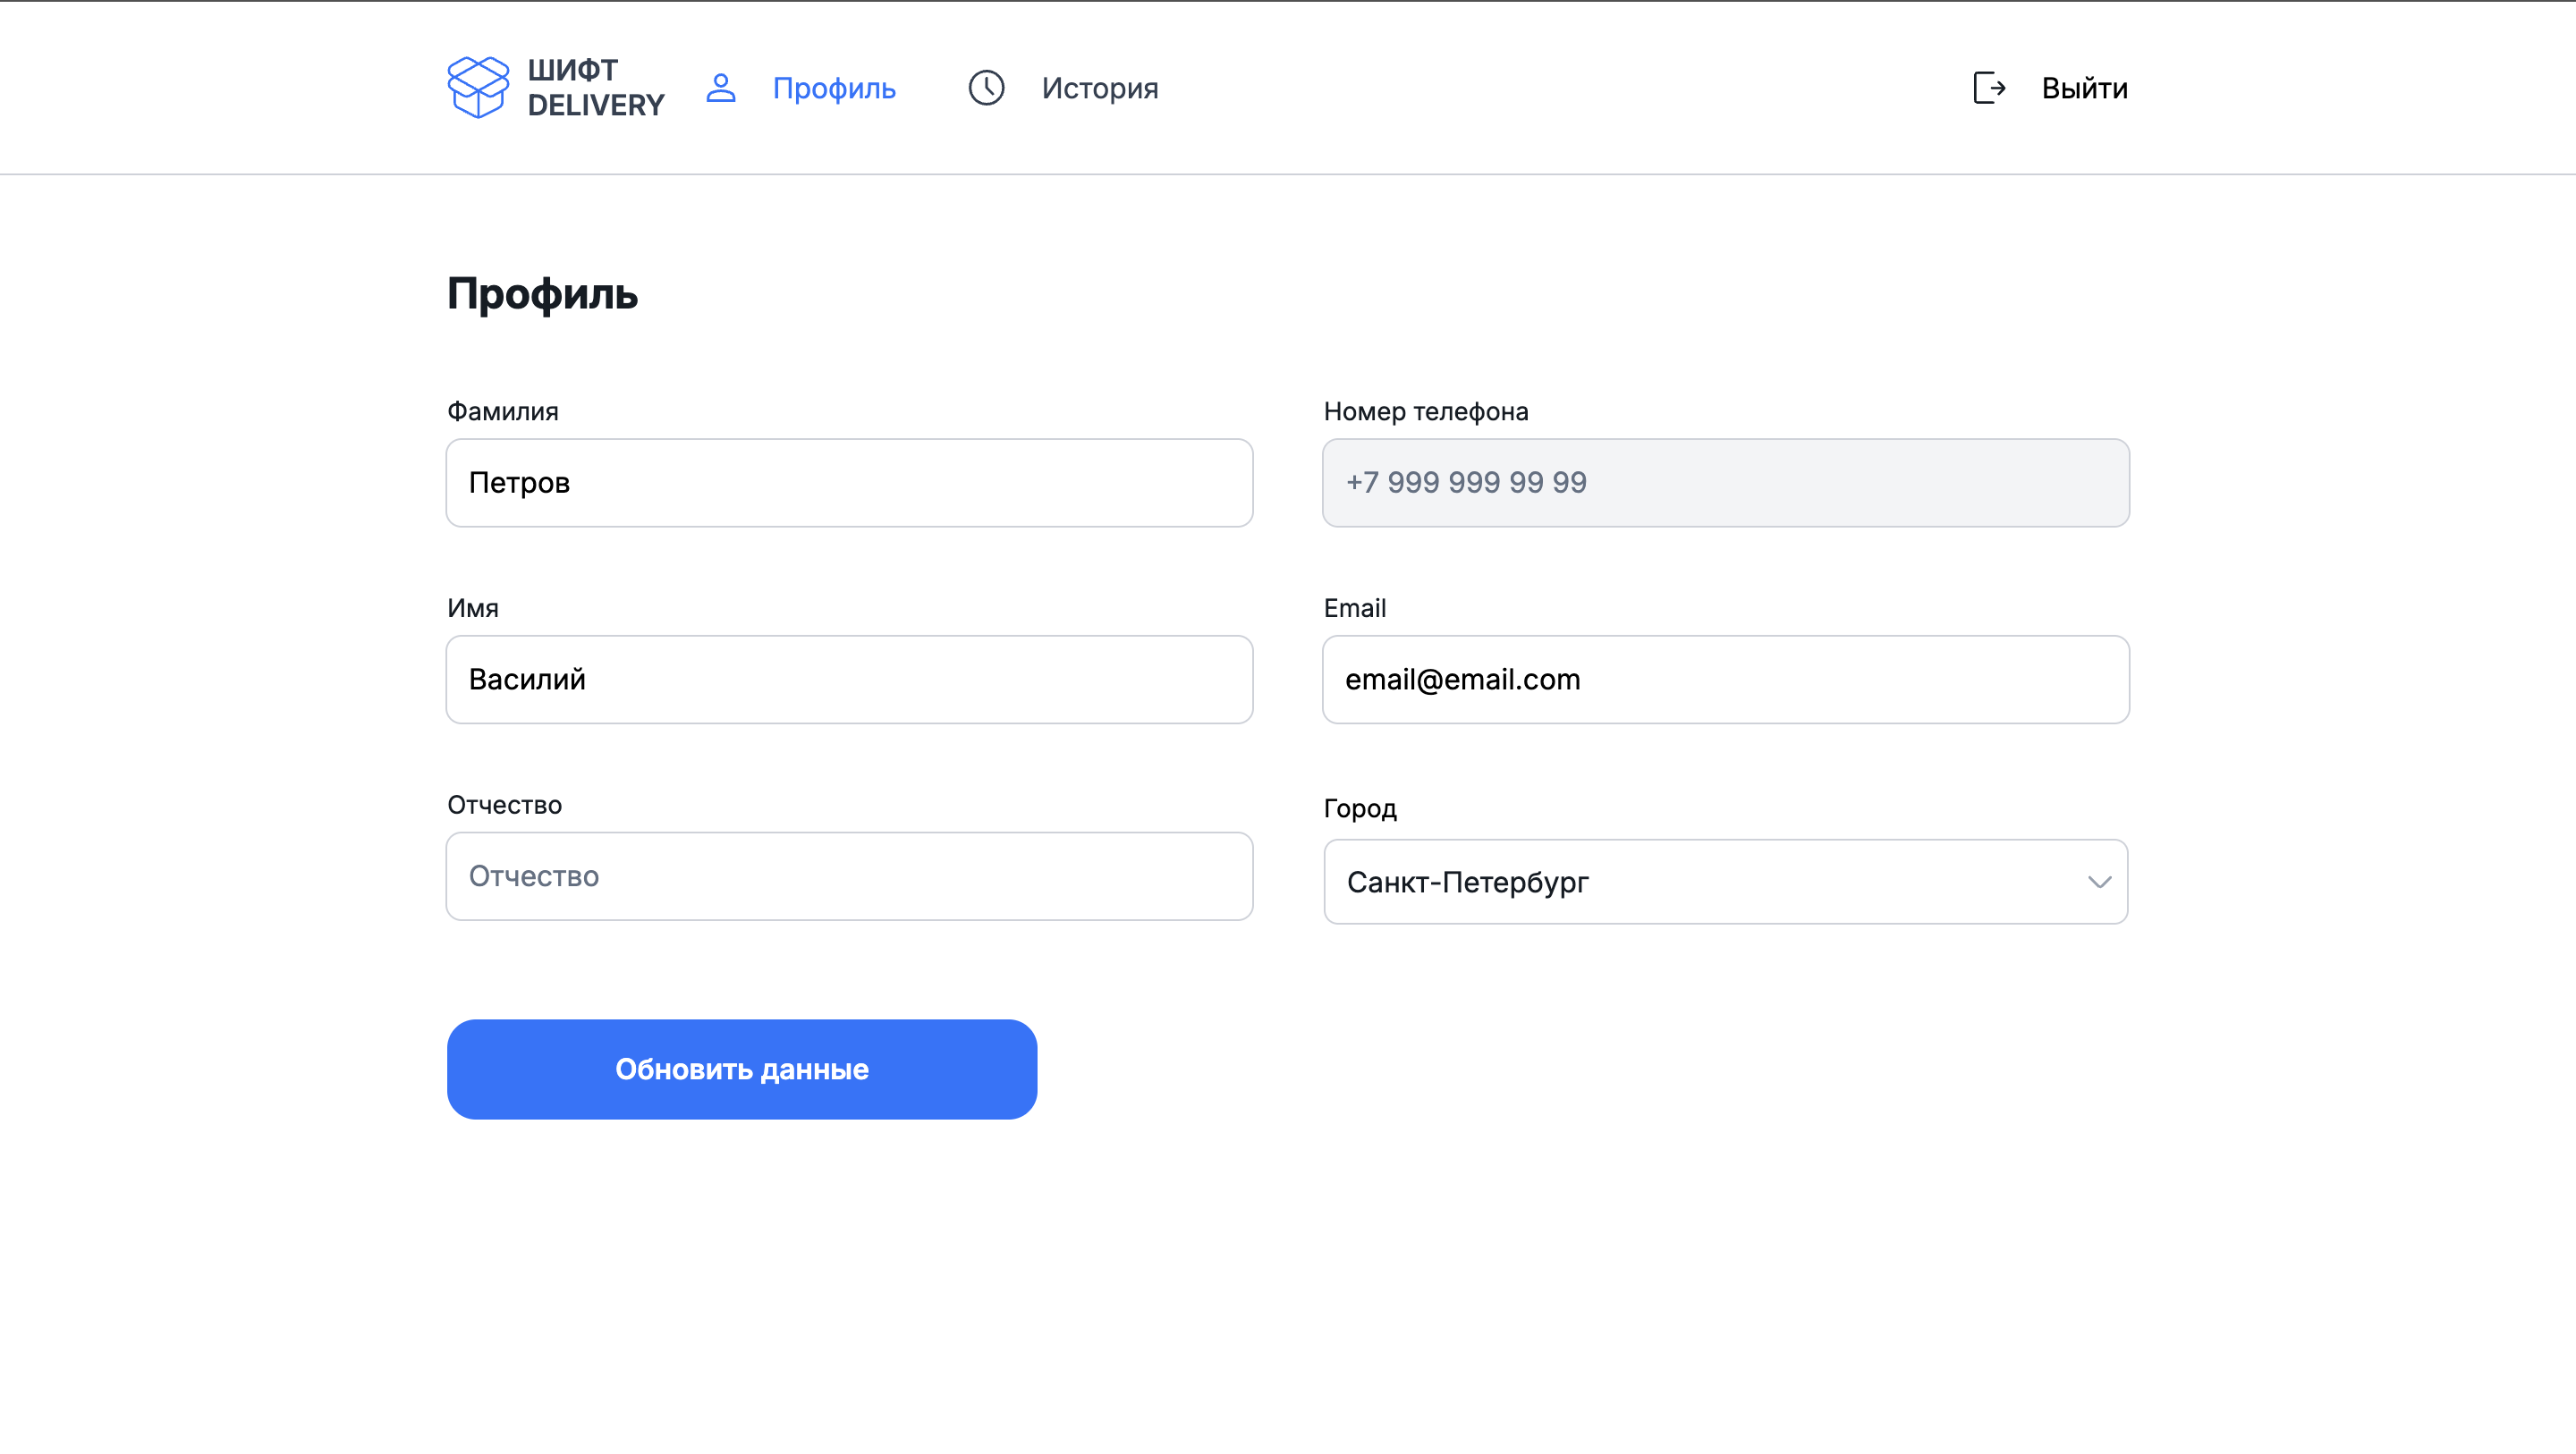 ШИФТ
DELIVERY
Профиль
История
Выйти
Профиль
Фамилия
Номер телефона
Петров
+7 999 999 99 99
Имя
Email
Василий
email@email.com
Отчество
Город
Отчество
Санкт-Петербург
Обновить данные